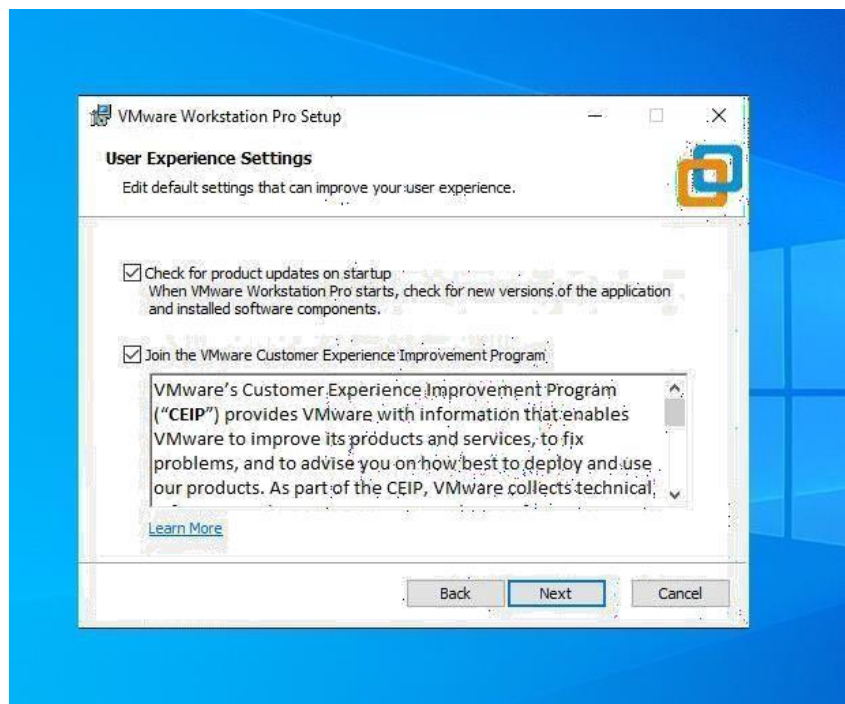 VMware Workstation Pro Setup
User Experience Settings
Edit default settings that can improve your user experience.
Check for product updates on startup
When VMware Workstation Pro starts, check for new versions of the application
and installed software components.
Join the VMware Customer Experience Improvement Program
VMware's Customer Experience Improvement Program
("CEIP") provides VMware with information that enables
VMware to improve its products and services, to fix
problems, and to advise you on how best to deploy and use
our products. As part of the CEIP, VMware collects technical
Learn More
Back
Next
Cancel